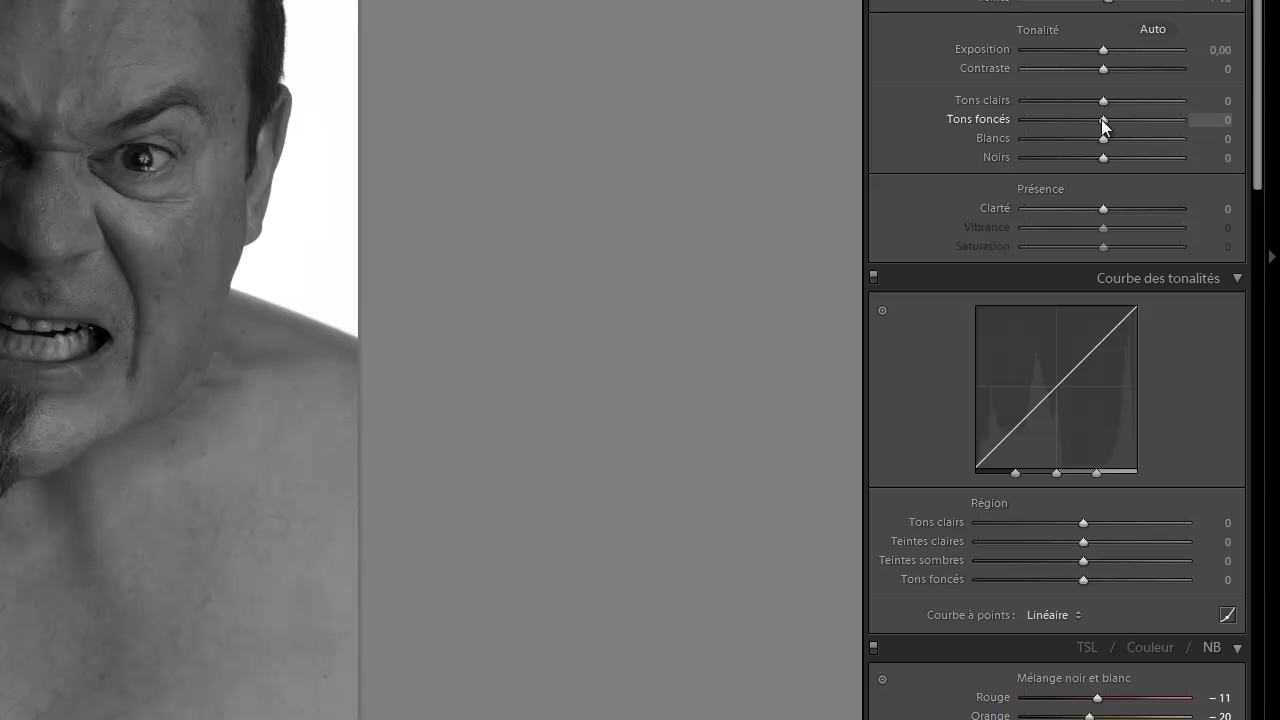 Tonalité Auto
Exposition 0,00
Contraste 0
Tons clairs 0
Tons foncés 0
Blancs 0
Noirs 0
Présence
Clarté 0
Vibrance 0
Saturation 0
Courbe des tonalités
Région
Tons clairs 0
Teintes claires 0
Teintes sombres 0
Tons foncés 0
Courbe à points : Linéaire
TSL / Couleur / NB
Mélange noir et blanc
Rouge – 11
Orange – 20